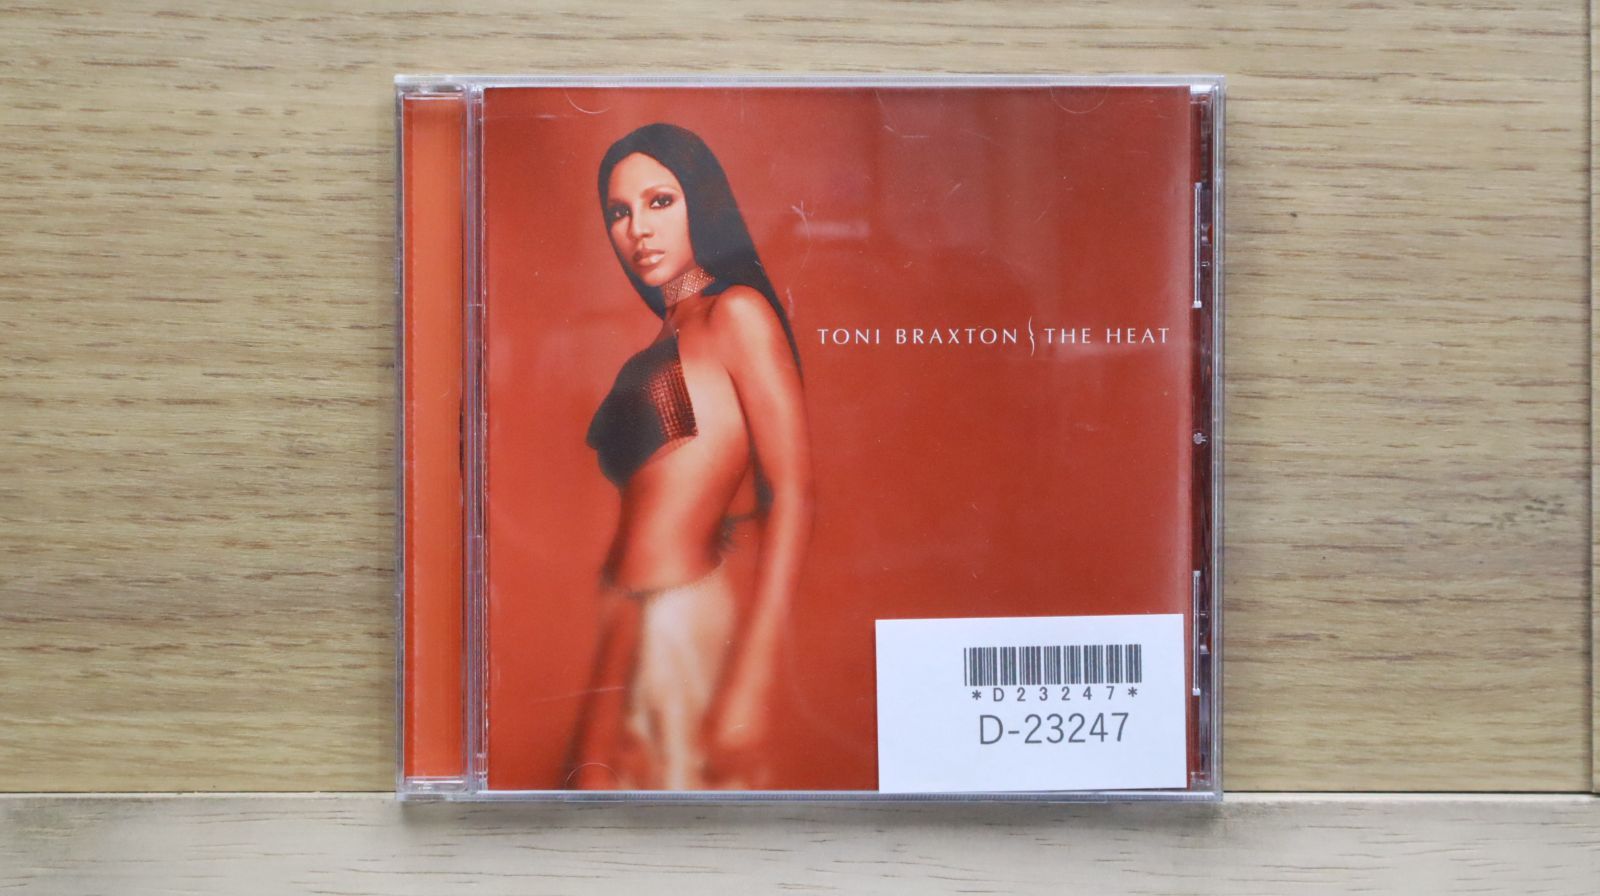 TONI BRAXTON } THE HEAT
*D23247*
D-23247